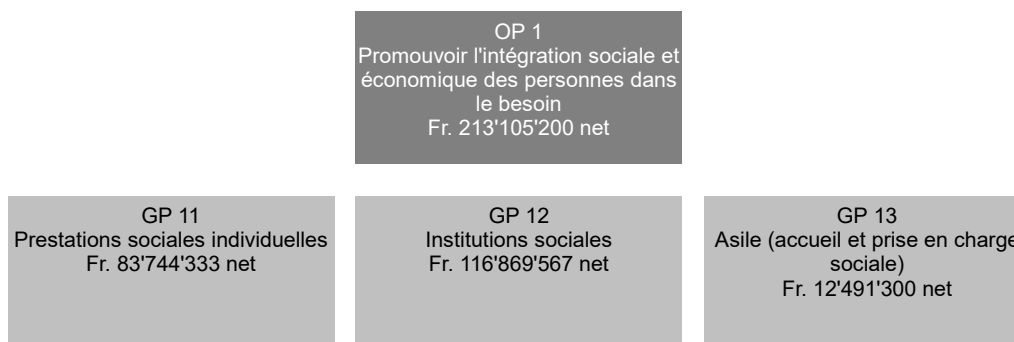 OP 1
Promouvoir l'intégration sociale et
économique des personnes dans
le besoin
Fr. 213'105'200 net
GP 11
Prestations sociales individuelles
Fr. 83'744'333 net
GP 12
Institutions sociales
Fr. 116'869'567 net
GP 13
Asile (accueil et prise en charge
sociale)
Fr. 12'491'300 net